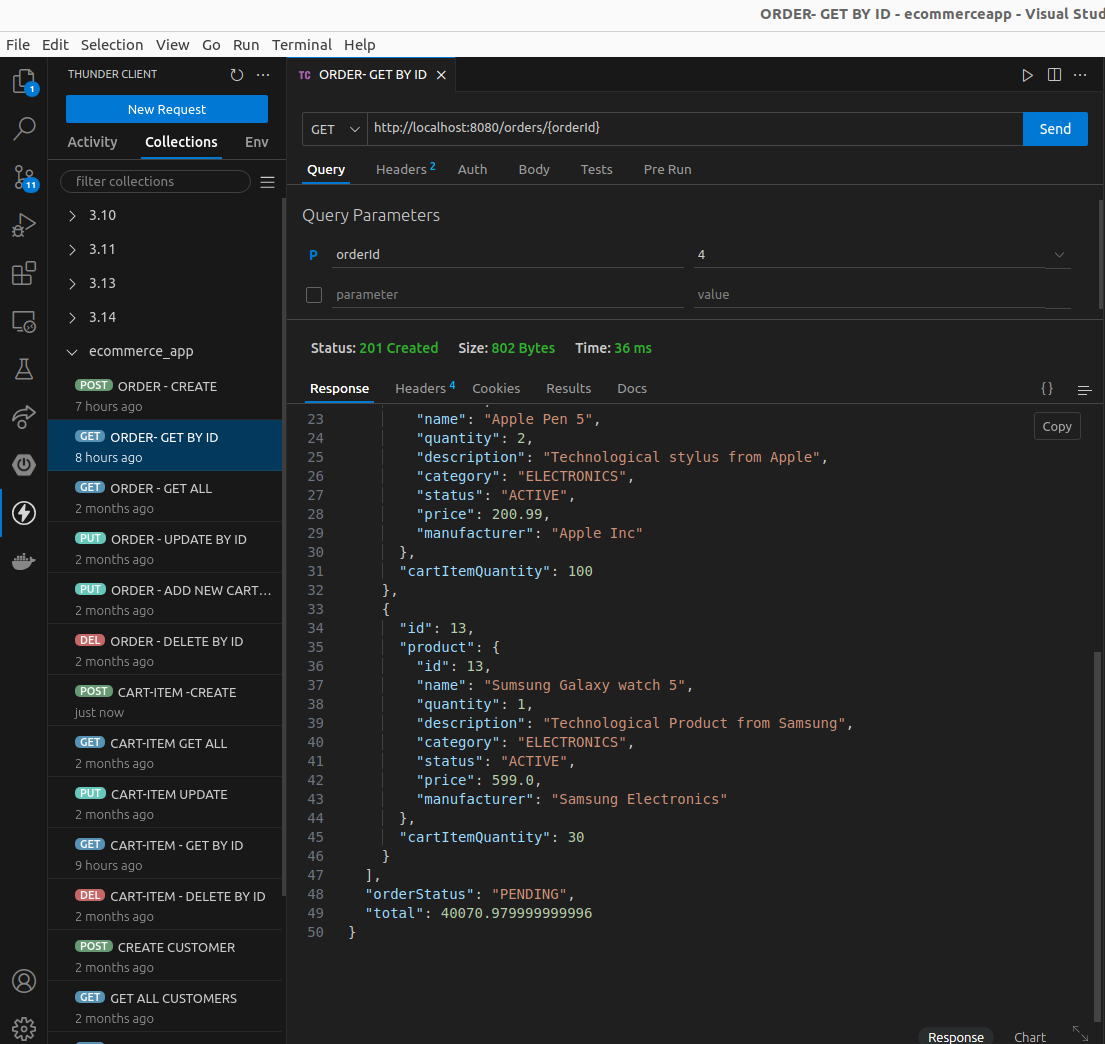 ORDER- GET BY ID - ecommerceapp - Visual Stud
File Edit Selection View Go Run Terminal Help
1
11
THUNDER CLIENT
New Request
Activity Collections Env
filter collections
3.10
3.11
3.13
3.14
ecommerce_app
POST ORDER - CREATE
7 hours ago
GET ORDER- GET BY ID
8 hours ago
GET ORDER - GET ALL
2 months ago
PUT ORDER - UPDATE BY ID
2 months ago
PUT ORDER - ADD NEW CART...
2 months ago
DEL ORDER - DELETE BY ID
2 months ago
POST CART-ITEM -CREATE
just now
GET CART-ITEM GET ALL
2 months ago
PUT CART-ITEM UPDATE
2 months ago
GET CART-ITEM - GET BY ID
9 hours ago
DEL CART-ITEM - DELETE BY ID
2 months ago
POST CREATE CUSTOMER
2 months ago
GET GET ALL CUSTOMERS
2 months ago
TC ORDER- GET BY ID
GET http://localhost:8080/orders/{orderId} Send
Query Headers 2 Auth Body Tests Pre Run
Query Parameters
P orderId 4
parameter value
Status: 201 Created Size: 802 Bytes Time: 36 ms
Response Headers 4 Cookies Results Docs {}
Copy
23 "name": "Apple Pen 5",
24 "quantity": 2,
25 "description": "Technological stylus from Apple",
26 "category": "ELECTRONICS",
27 "status": "ACTIVE",
28 "price": 200.99,
29 "manufacturer": "Apple Inc"
30 },
31 "cartItemQuantity": 100
32 },
33 {
34 "id": 13,
35 "product": {
36 "id": 13,
37 "name": "Sumsung Galaxy watch 5",
38 "quantity": 1,
39 "description": "Technological Product from Samsung",
40 "category": "ELECTRONICS",
41 "status": "ACTIVE",
42 "price": 599.0,
43 "manufacturer": "Samsung Electronics"
44 },
45 "cartItemQuantity": 30
46 }
47 ],
48 "orderStatus": "PENDING",
49 "total": 40070.979999999996
50 }
Response Chart